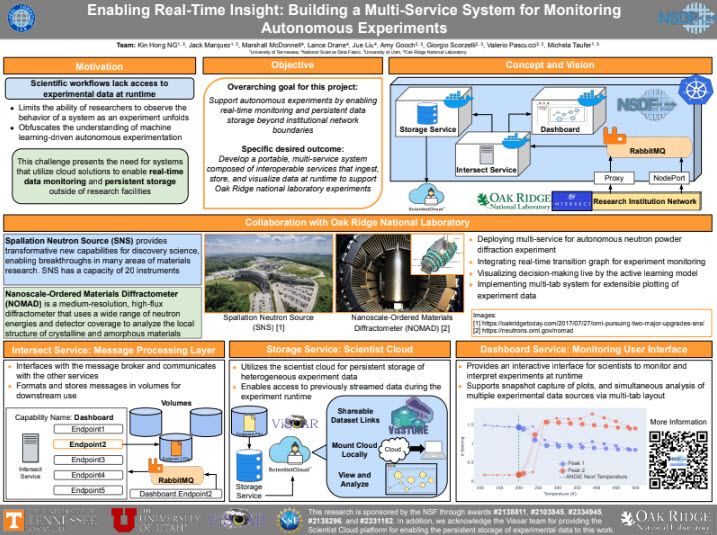 Enabling Real-Time Insight: Building a Multi-Service System for Monitoring
Autonomous Experiments
NSDF
Team: Kin Hong NG1, 3, Jack Marquez1, 3, Marshall McDonnell4, Lance Drane4, Jue Liu4, Amy Gooch2, 3, Giorgio Scorzelli2, 3, Valerio Pascucci2, 3, Michela Taufer1, 3
1University of Tennessee, 3National Science Data Fabric, 2University of Utah, 4Oak Ridge National Laboratory
Motivation
Scientific workflows lack access to
experimental data at runtime
Limits the ability of researchers to observe the
behavior of a system as an experiment unfolds
Obfuscates the understanding of machine
learning-driven autonomous experimentation
This challenge presents the need for systems
that utilize cloud solutions to enable real-time
data monitoring and persistent storage
outside of research facilities
Objective
Overarching goal for this project:
Support autonomous experiments by enabling
real-time monitoring and persistent data
storage beyond institutional network
boundaries
Specific desired outcome:
Develop a portable, multi-service system
composed of interoperable services that ingest,
store, and visualize data at runtime to support
Oak Ridge national laboratory experiments
Concept and Vision
Storage Service
Dashboard
NSDF
Intersect Service
RabbitMQ
Proxy
NodePort
ScientistCloud
OAK RIDGE
National Laboratory
INTERSECT
Research Institution Network
Collaboration with Oak Ridge National Laboratory
Spallation Neutron Source (SNS) provides
transformative new capabilities for discovery science,
enabling breakthroughs in many areas of materials
research. SNS has a capacity of 20 instruments
Nanoscale-Ordered Materials Diffractometer
(NOMAD) is a medium-resolution, high-flux
diffractometer that uses a wide range of neutron
energies and detector coverage to analyze the local
structure of crystalline and amorphous materials
Spallation Neutron Source
(SNS) [1]
Nanoscale-Ordered Materials
Diffractometer (NOMAD) [2]
Deploying multi-service for autonomous neutron powder
diffraction experiment
Integrating real-time transition graph for experiment monitoring
Visualizing decision-making live by the active learning model
Implementing multi-tab system for extensible plotting of
experiment data
Images:
[1] https://oakridgetoday.com/2017/07/27/ornl-pursuing-two-major-upgrades-sns/
[2] https://neutrons.ornl.gov/nomad
Intersect Service: Message Processing Layer
Interfaces with the message broker and communicates
with the other services
Formats and stores messages in volumes for
downstream use
Volumes
Capability Name: Dashboard
Endpoint1
Endpoint2
Endpoint3
Endpoint4
Endpoint5
Intersect
Service
RabbitMQ
Dashboard.Endpoint2
Storage Service: Scientist Cloud
Utilizes the scientist cloud for persistent storage of
heterogeneous experiment data
Enables access to previously streamed data during the
experiment runtime
ViSOAR
ScientistCloud
Storage
Service
Shareable
Dataset Links
ViSSTORE
Mount Cloud
Locally
Cloud
View and
Analyze
Dashboard Service: Monitoring User Interface
Provides an interactive interface for scientists to monitor and
interpret experiments at runtime
Supports snapshot capture of plots, and simultaneous analysis of
multiple experimental data sources via multi-tab layout
Peak 1
Peak 2
ANDiE Next Temperature
Temperature (K)
More Information
THE UNIVERSITY OF
TENNESSEE
KNOXVILLE
THE
UNIVERSITY
OF UTAH
ViSOAR
NSF
This research is sponsored by the NSF through awards #2138811, #2103845, #2334945,
#2138296, and #2331152. In addition, we acknowledge the Visoar team for providing the
Scientist Cloud platform for enabling the persistent storage of experimental data to this work.
OAK RIDGE
National Laboratory